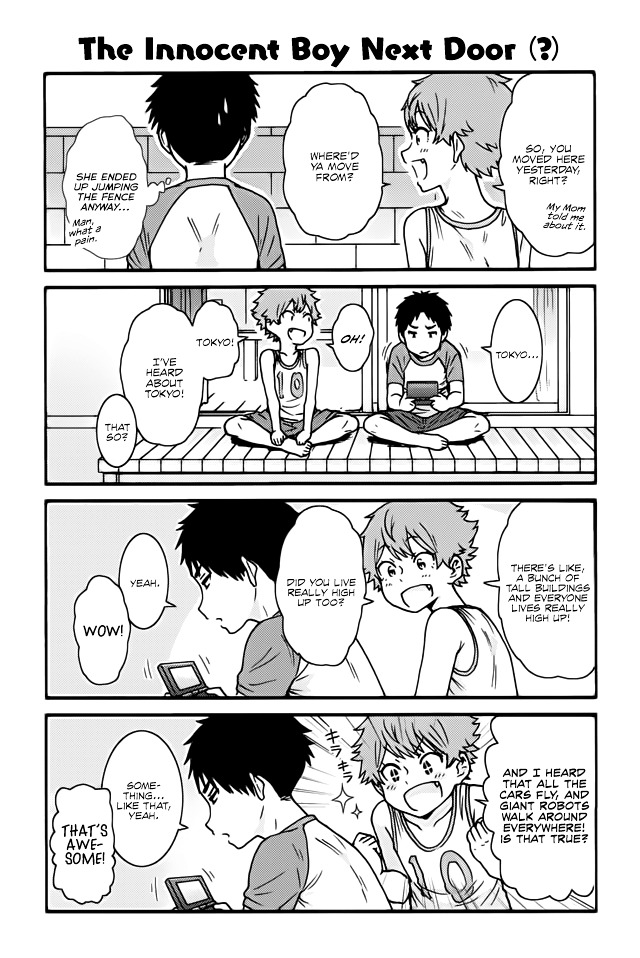 The Innocent Boy Next Door (?)
SO, YOU
MOVED HERE
YESTERDAY,
RIGHT?
My Mom
told me
about it.
WHERE'D
YA MOVE
FROM?
SHE ENDED
UP JUMPING
THE FENCE
ANYWAY...
Man,
what a
pain.
TOKYO...
OH!
TOKYO!
I'VE
HEARD
ABOUT
TOKYO!
THAT
SO?
THERE'S LIKE,
A BUNCH OF
TALL BUILDINGS
AND EVERYONE
LIVES REALLY
HIGH UP!
DID YOU LIVE
REALLY HIGH
UP TOO?
YEAH.
WOW!
AND I HEARD
THAT ALL THE
CARS FLY, AND
GIANT ROBOTS
WALK AROUND
EVERYWHERE!
IS THAT TRUE?
キラキラ
SOME-
THING...
LIKE THAT,
YEAH.
THAT'S
AWE-
SOME!
10
10